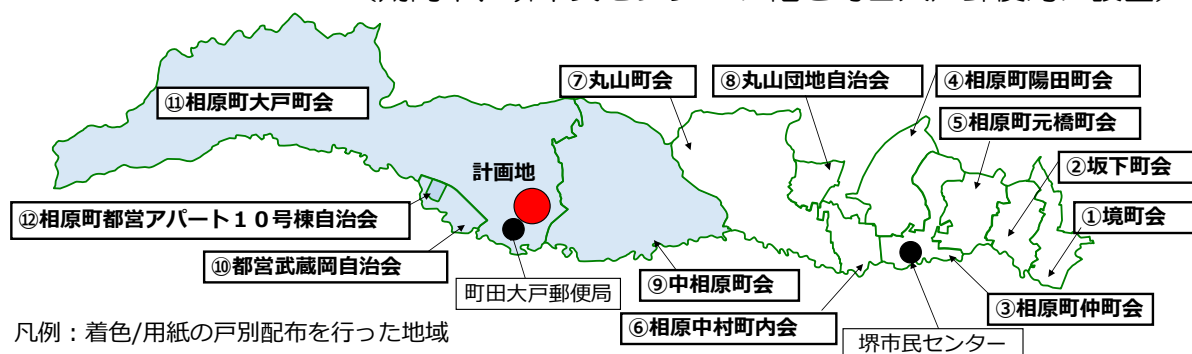 ⑦丸山町会
⑧丸山団地自治会
④相原町陽田町会
⑪相原町大戸町会
⑤相原町元橋町会
計画地
②坂下町会
⑫相原町都営アパート１０号棟自治会
①境町会
⑩都営武蔵岡自治会
町田大戸郵便局
⑨中相原町会
③相原町仲町会
⑥相原中村町内会
凡例：着色/用紙の戸別配布を行った地域
堺市民センター